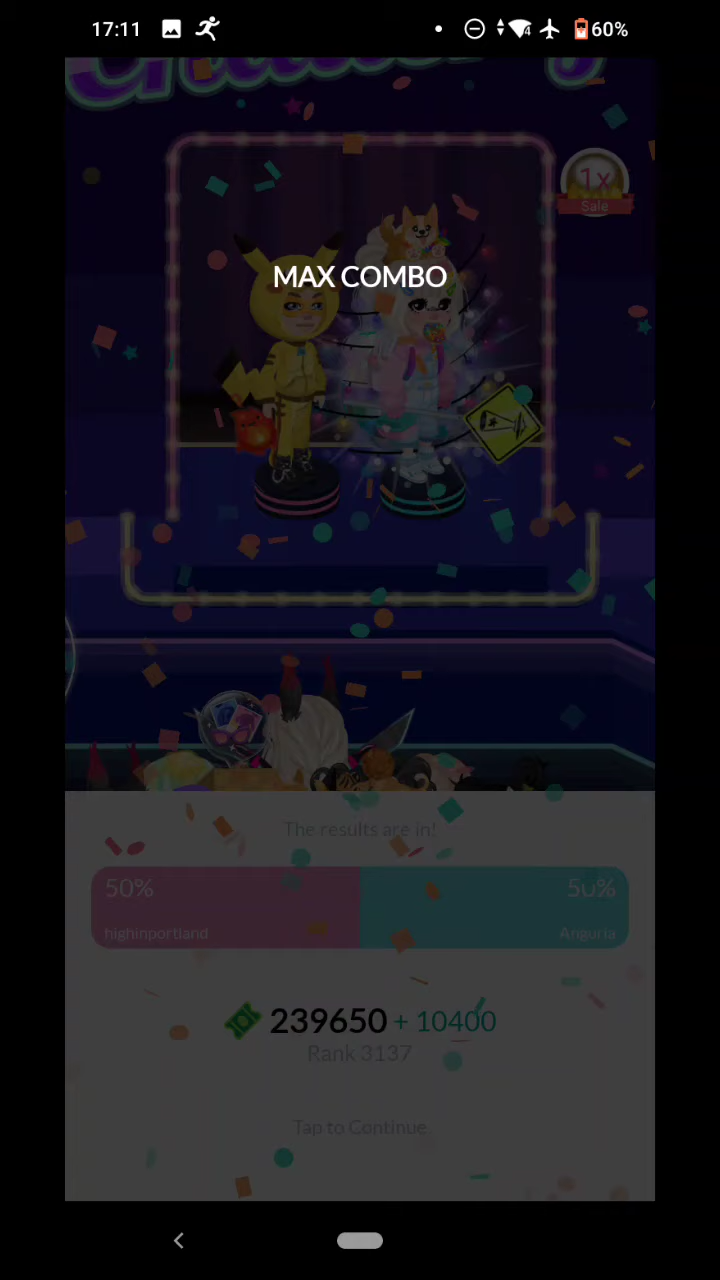 17:11
60%
1x
Sale
MAX COMBO
The results are in!
50%
50%
highinportland
Anguria
239650 + 10400
Rank 3137
Tap to Continue